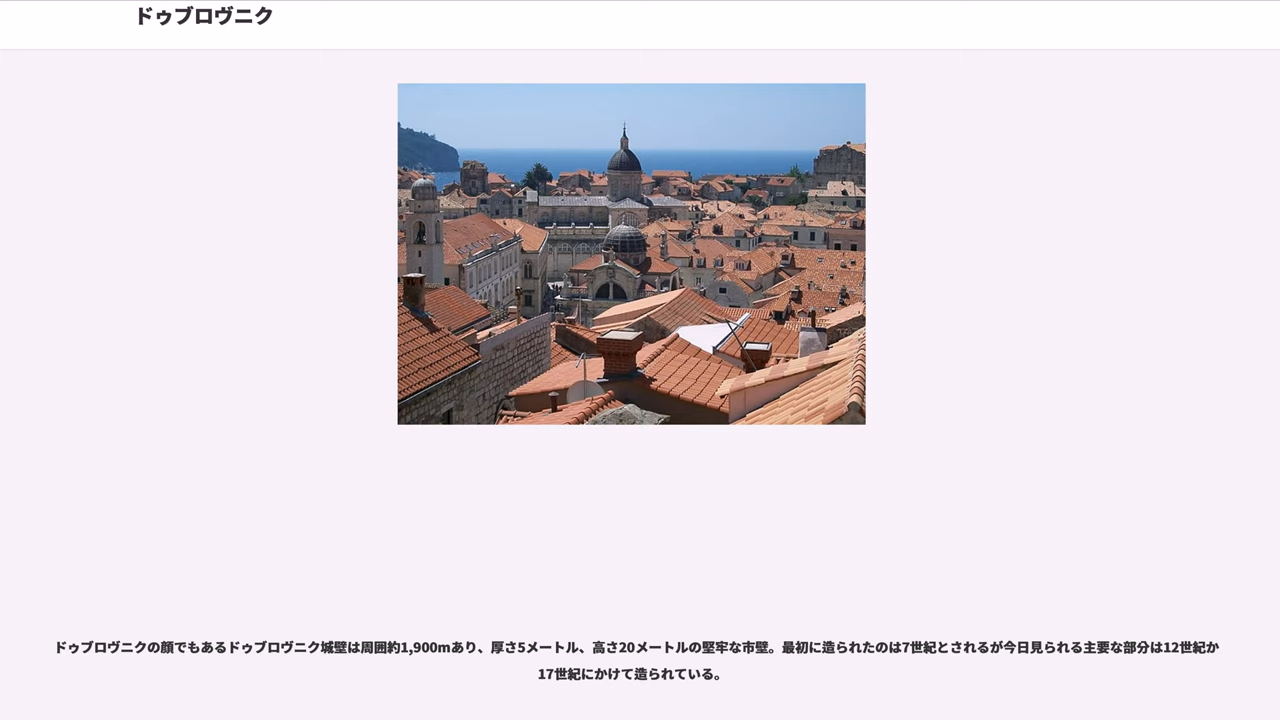 ドゥブロヴニク
ドゥブロヴニクの顔でもあるドゥブロヴニク城壁は周囲約1,900mあり、厚さ5メートル、高さ20メートルの堅牢な市壁。最初に造られたのは7世紀とされるが今日見られる主要な部分は12世紀か
17世紀にかけて造られている。